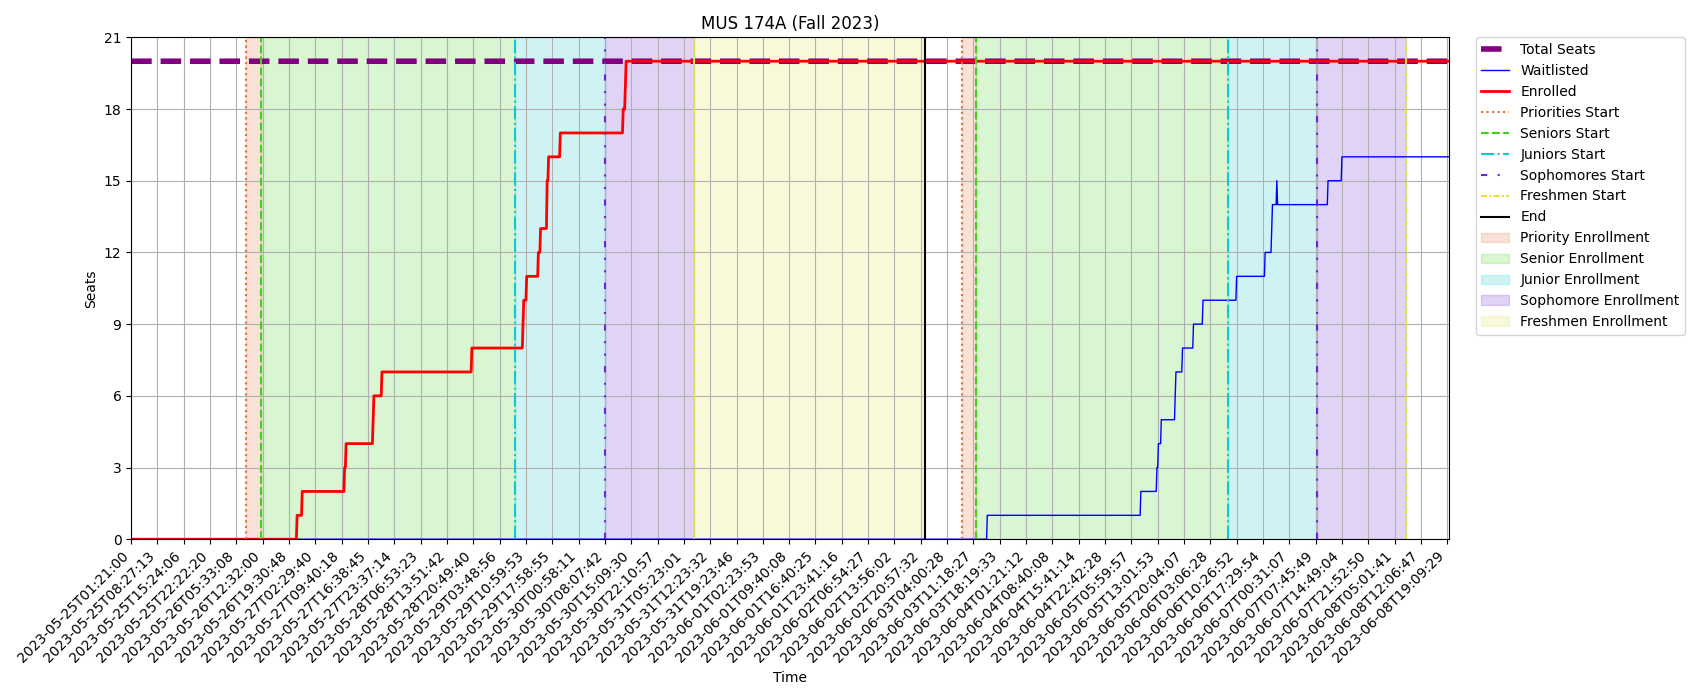 MUS 174A (Fall 2023)
Seats
21
18
15
12
9
6
3
0
2023-05-25T01:21:00
2023-05-25T08:27:13
2023-05-25T15:24:06
2023-05-25T22:22:20
2023-05-26T05:33:08
2023-05-26T12:32:00
2023-05-26T19:30:48
2023-05-27T02:29:40
2023-05-27T09:40:18
2023-05-27T16:38:45
2023-05-27T23:37:14
2023-05-28T06:53:23
2023-05-28T13:51:42
2023-05-28T20:49:40
2023-05-29T03:48:56
2023-05-29T10:59:53
2023-05-29T17:58:55
2023-05-30T00:58:11
2023-05-30T08:07:42
2023-05-30T15:09:30
2023-05-30T22:10:57
2023-05-31T05:23:01
2023-05-31T12:23:32
2023-05-31T19:23:46
2023-06-01T02:23:53
2023-06-01T09:40:08
2023-06-01T16:40:25
2023-06-01T23:41:16
2023-06-02T06:54:27
2023-06-02T13:56:02
2023-06-02T20:57:32
2023-06-03T04:00:28
2023-06-03T11:18:27
2023-06-03T18:19:33
2023-06-04T01:21:12
2023-06-04T08:40:08
2023-06-04T15:41:14
2023-06-04T22:42:28
2023-06-05T05:59:57
2023-06-05T13:01:53
2023-06-05T20:04:07
2023-06-06T03:06:28
2023-06-06T10:26:52
2023-06-06T17:29:54
2023-06-07T00:31:07
2023-06-07T07:45:49
2023-06-07T14:49:04
2023-06-07T21:52:50
2023-06-08T05:01:41
2023-06-08T12:06:47
2023-06-08T19:09:29
Time
Total Seats
Waitlisted
Enrolled
Priorities Start
Seniors Start
Juniors Start
Sophomores Start
Freshmen Start
End
Priority Enrollment
Senior Enrollment
Junior Enrollment
Sophomore Enrollment
Freshmen Enrollment